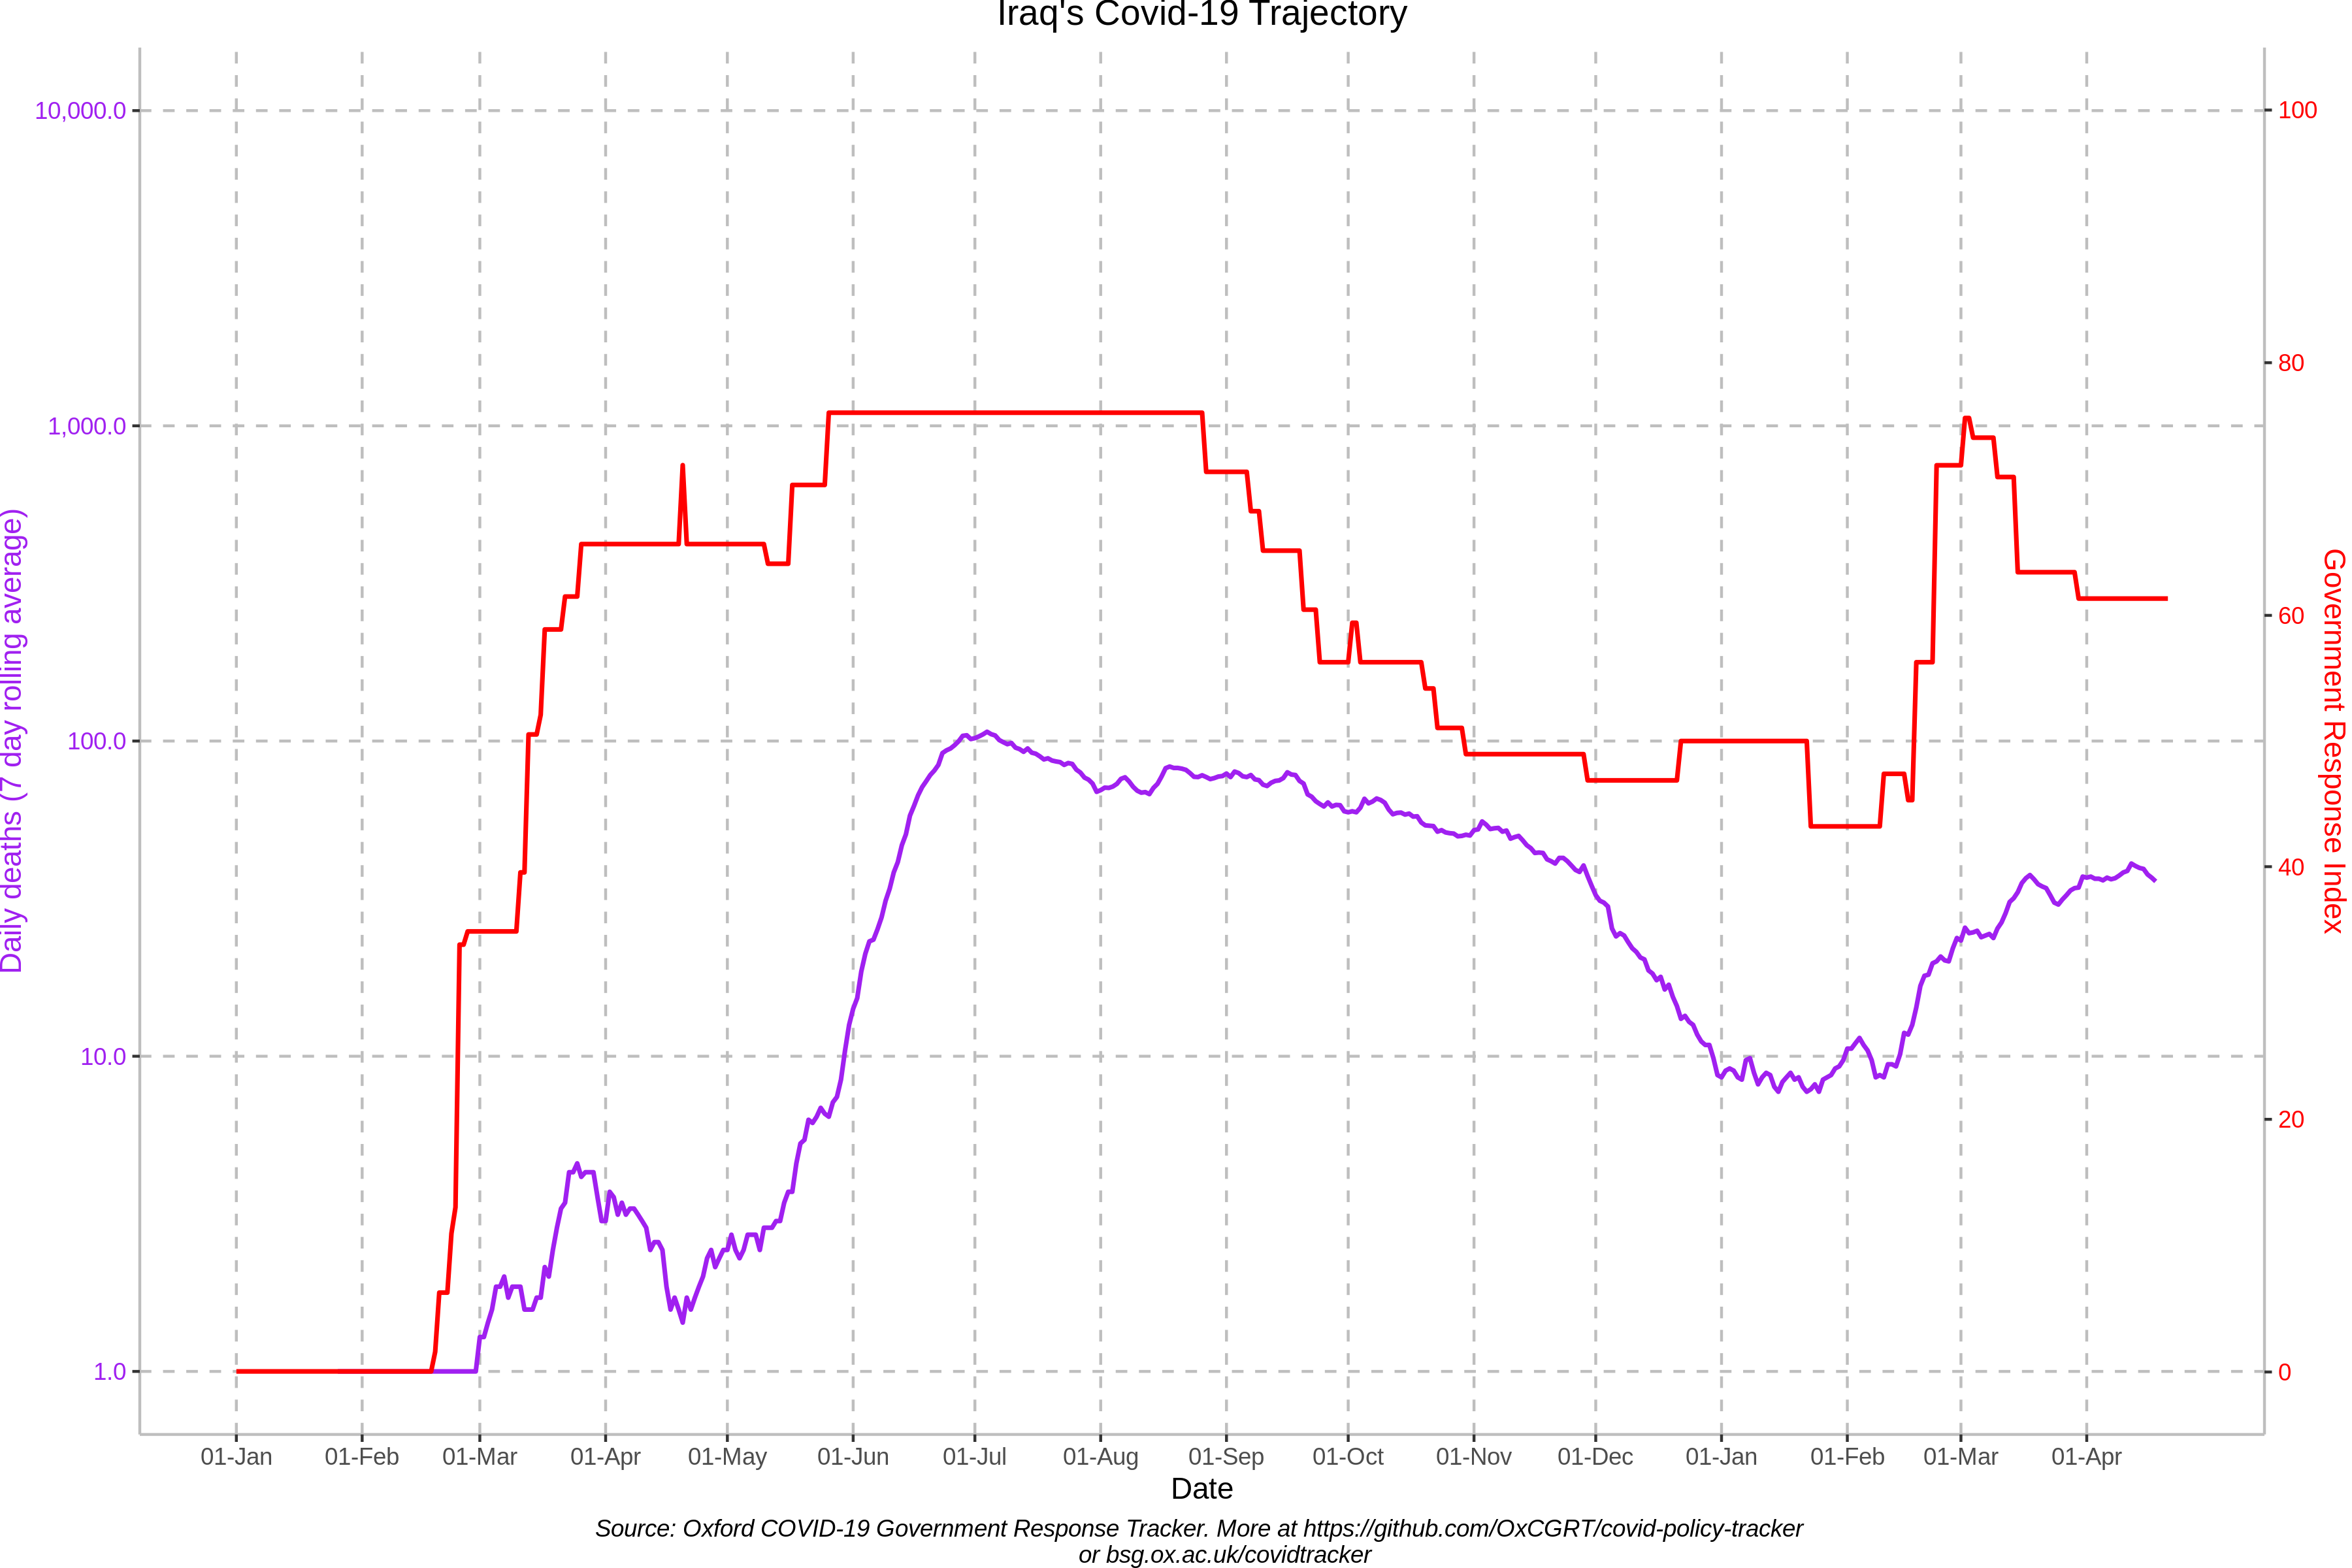 Iraq's Covid-19 Trajectory
Daily deaths (7 day rolling average)
10,000.0
1,000.0
100.0
10.0
1.0
100
80
60
40
20
0
Government Response Index
01-Jan 01-Feb 01-Mar 01-Apr 01-May 01-Jun 01-Jul 01-Aug 01-Sep 01-Oct 01-Nov 01-Dec 01-Jan 01-Feb 01-Mar 01-Apr
Date
Source: Oxford COVID-19 Government Response Tracker. More at https://github.com/OxCGRT/covid-policy-tracker
or bsg.ox.ac.uk/covidtracker